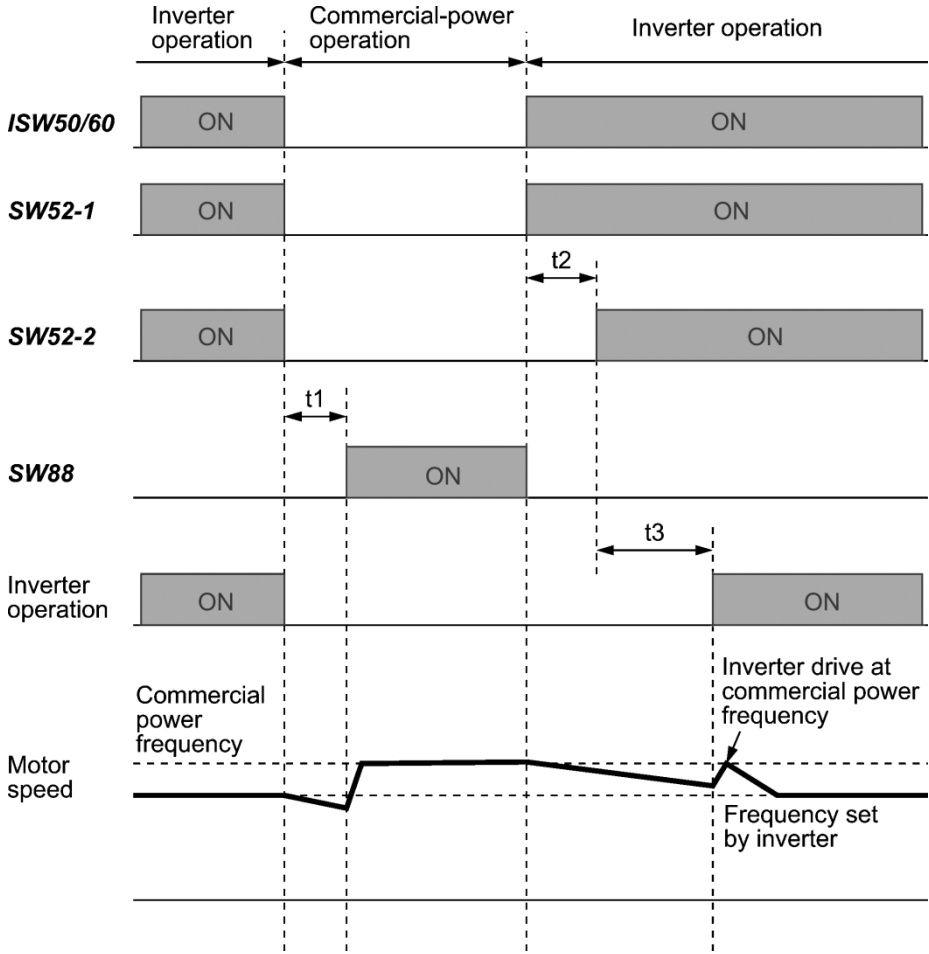 Inverter
operation
Commercial-power
operation
Inverter operation
ISW50/60
ON
ON
SW52-1
ON
ON
t2
SW52-2
ON
ON
t1
SW88
ON
t3
Inverter
operation
ON
ON
Commercial
power
frequency
Inverter drive at
commercial power
frequency
Motor
speed
Frequency set
by inverter